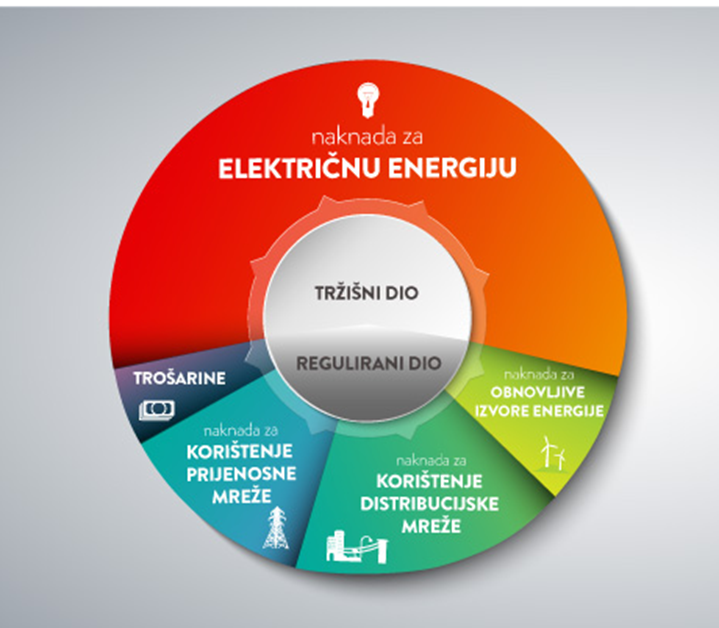 naknada za
ELEKTRIČNU ENERGIJU
TRŽIŠNI DIO
REGULIRANI DIO
TROŠARINE
naknada za
KORIŠTENJE
PRIJENOSNE
MREŽE
naknada za
KORIŠTENJE
DISTRIBUCIJSKE
MREŽE
naknada za
OBNOVLJIVE
IZVORE ENERGIJE